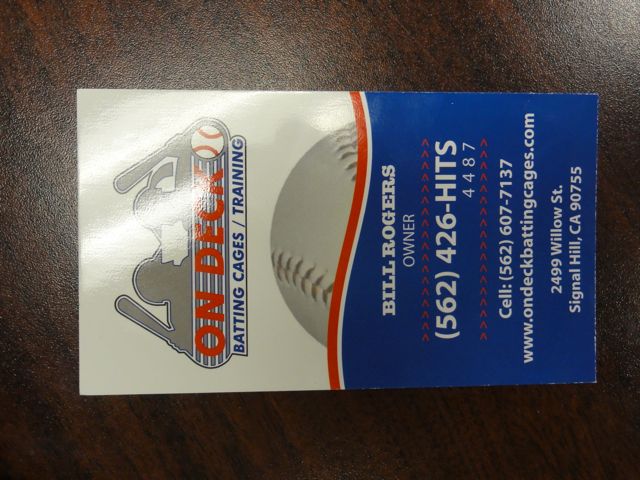 ON DECK
BATTING CAGES / TRAINING
BILL ROGERS
OWNER
>>>>>>>>>>>>>>>>
(562) 426-HITS
4487
>>>>>>>>>>>>>>>>
Cell: (562) 607-7137
www.ondeckbattingcages.com
2499 Willow St.
Signal Hill, CA 90755